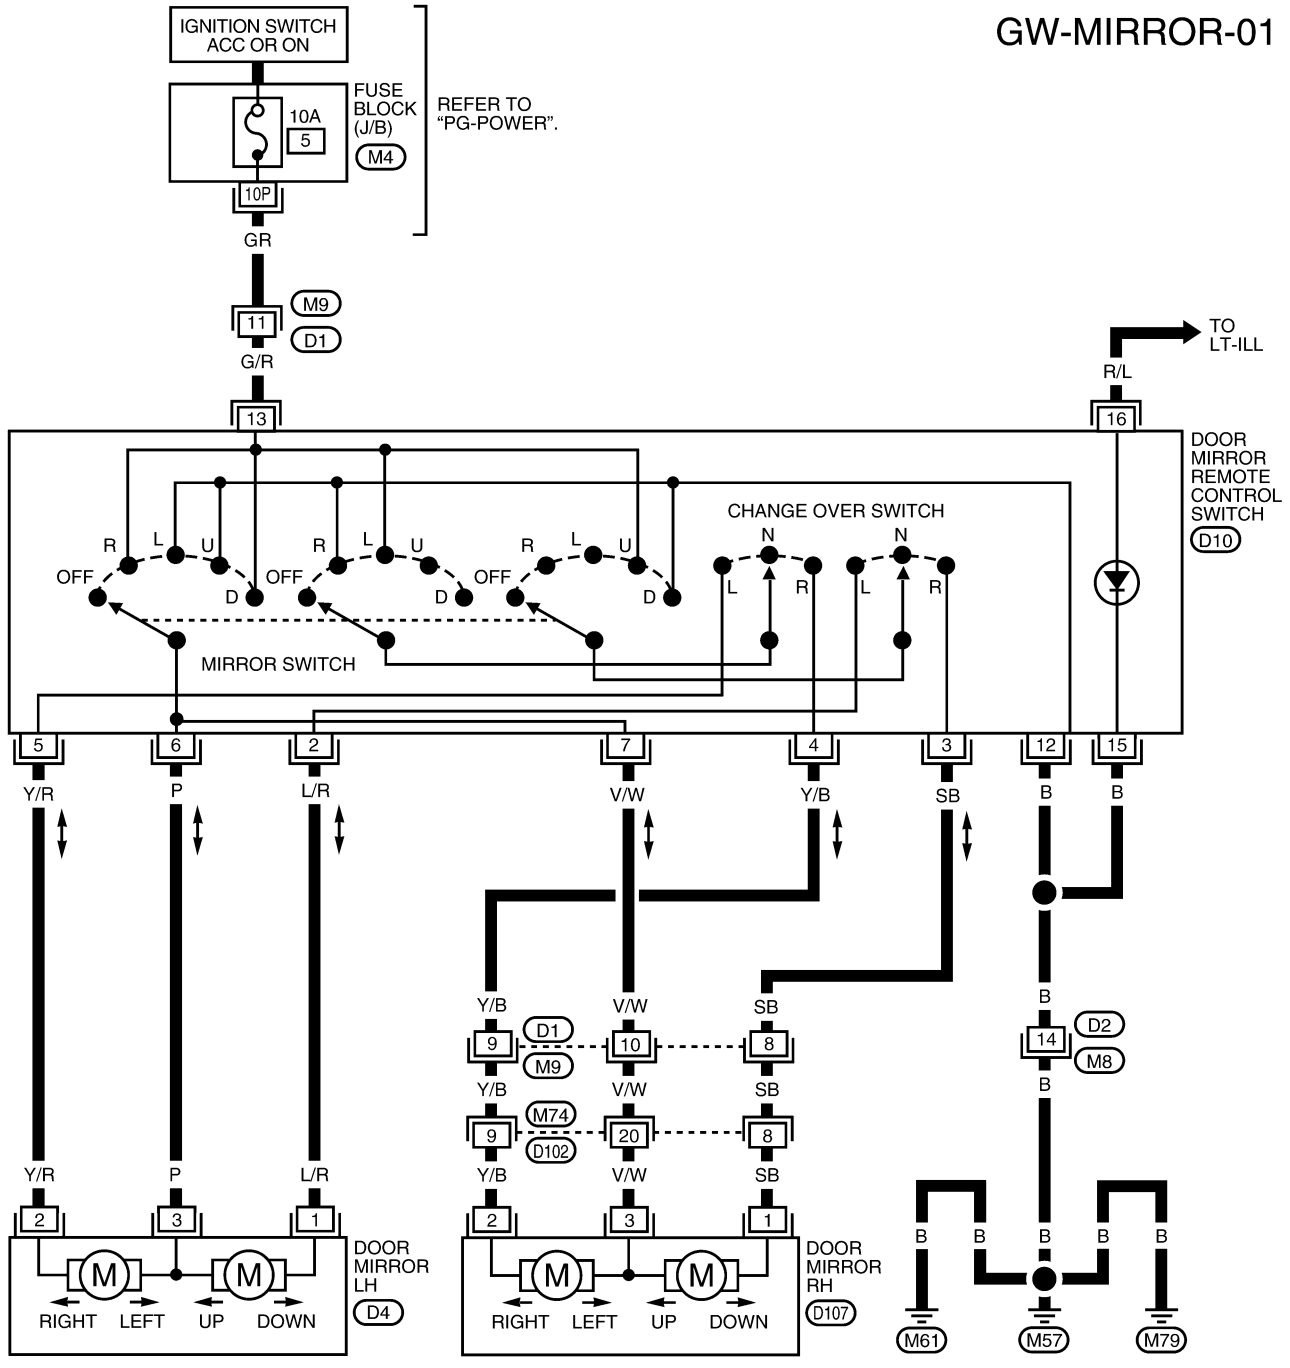 GW-MIRROR-01
IGNITION SWITCH
ACC OR ON
FUSE
BLOCK
(J/B)
M4
10A
5
REFER TO
“PG-POWER”.
10P
GR
11
M9
D1
G/R
13
TO
LT-ILL
R/L
16
DOOR
MIRROR
REMOTE
CONTROL
SWITCH
D10
CHANGE OVER SWITCH
R L U
OFF D
R L U
OFF D
R L U
OFF D
N
L R
N
L R
MIRROR SWITCH
5 6 2 7 4 3 12 15
Y/R P L/R V/W Y/B SB B B
Y/B V/W SB B
9 D1 10 8 14 D2
M9 M8
Y/B V/W SB B
9 M74 20 8
D102
Y/R P L/R Y/B V/W SB
2 3 1 2 3 1
B B B B B
M M
DOOR
MIRROR
LH
D4
RIGHT LEFT UP DOWN
M M
DOOR
MIRROR
RH
D107
RIGHT LEFT UP DOWN
M61 M57 M79